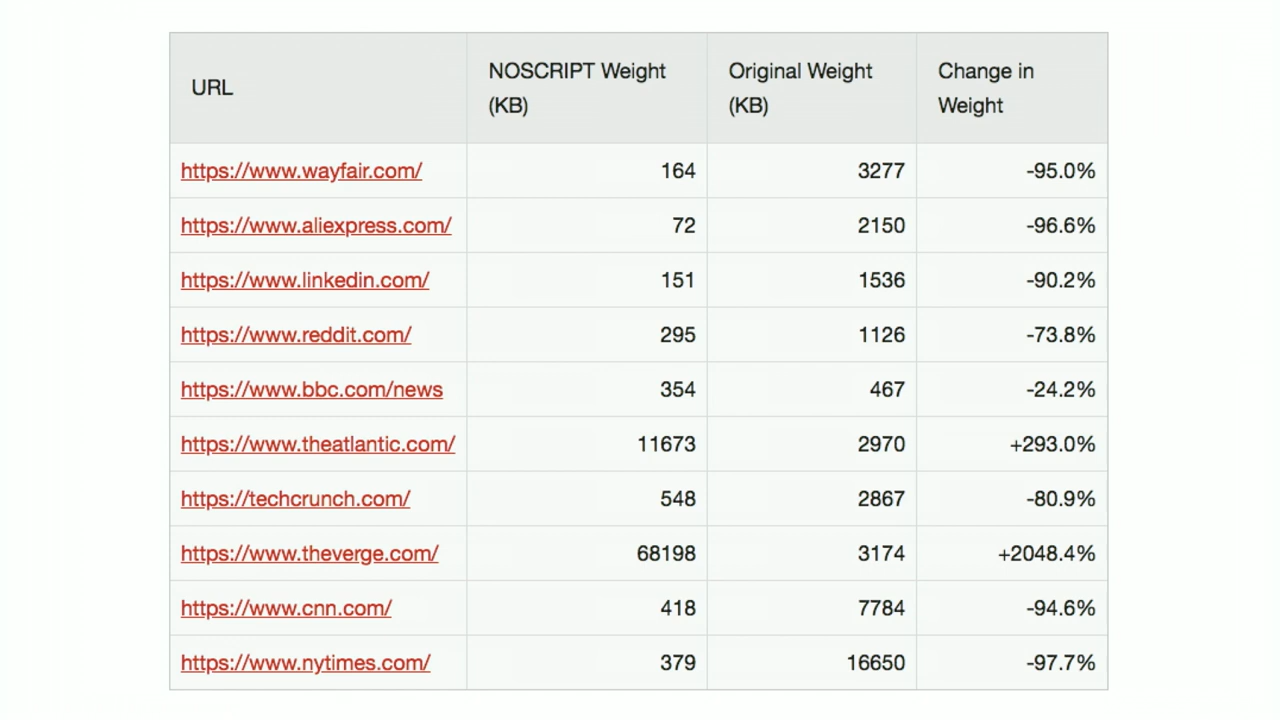 URL NOSCRIPT Weight (KB) Original Weight (KB) Change in Weight
https://www.wayfair.com/ 164 3277 -95.0%
https://www.aliexpress.com/ 72 2150 -96.6%
https://www.linkedin.com/ 151 1536 -90.2%
https://www.reddit.com/ 295 1126 -73.8%
https://www.bbc.com/news 354 467 -24.2%
https://www.theatlantic.com/ 11673 2970 +293.0%
https://techcrunch.com/ 548 2867 -80.9%
https://www.theverge.com/ 68198 3174 +2048.4%
https://www.cnn.com/ 418 7784 -94.6%
https://www.nytimes.com/ 379 16650 -97.7%